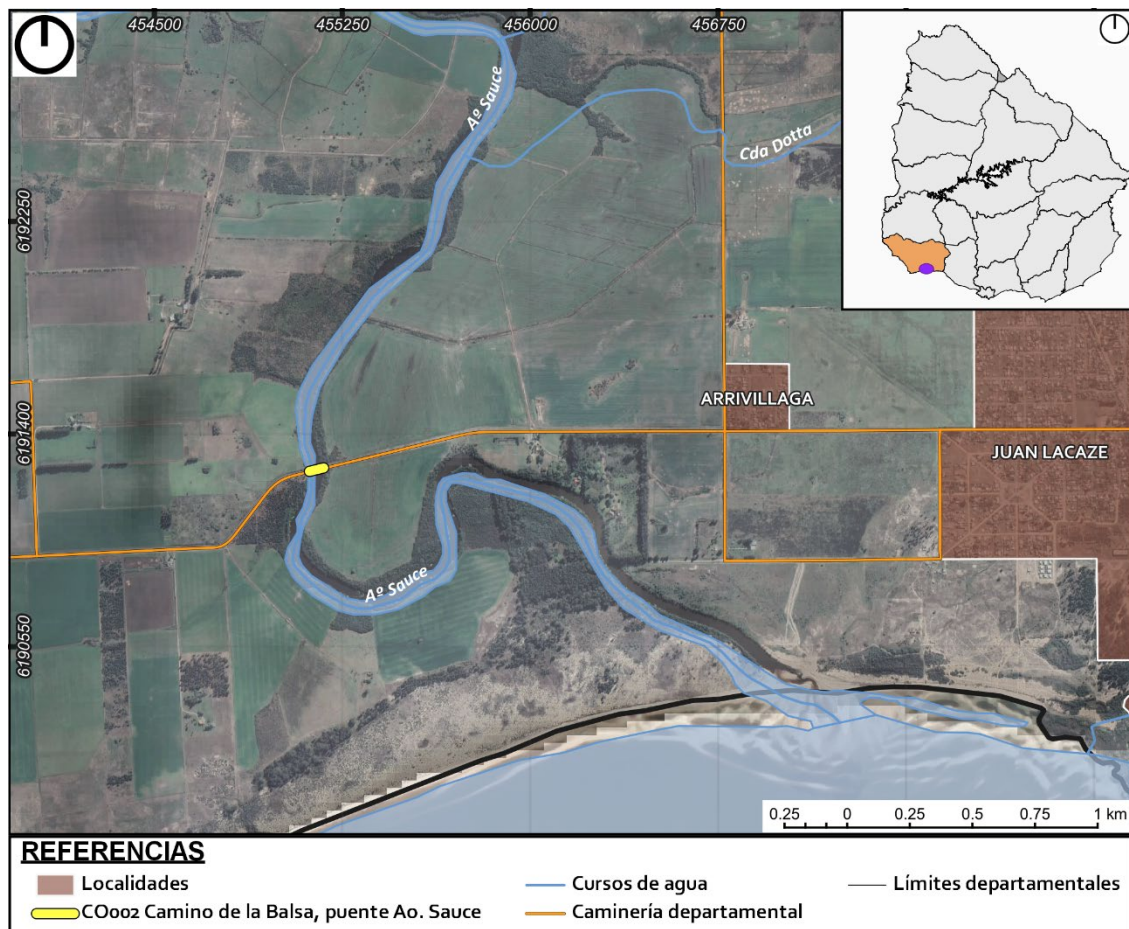 454500
455250
456000
456750
Aº Sauce
Cda Dotta
6192250
ARRIVILLAGA
6191400
JUAN LACAZE
Aº Sauce
6190550
0.25 0 0.25 0.5 0.75 1 km
REFERENCIAS
Localidades
Cursos de agua
Límites departamentales
CO002 Camino de la Balsa, puente Ao. Sauce
Caminería departamental